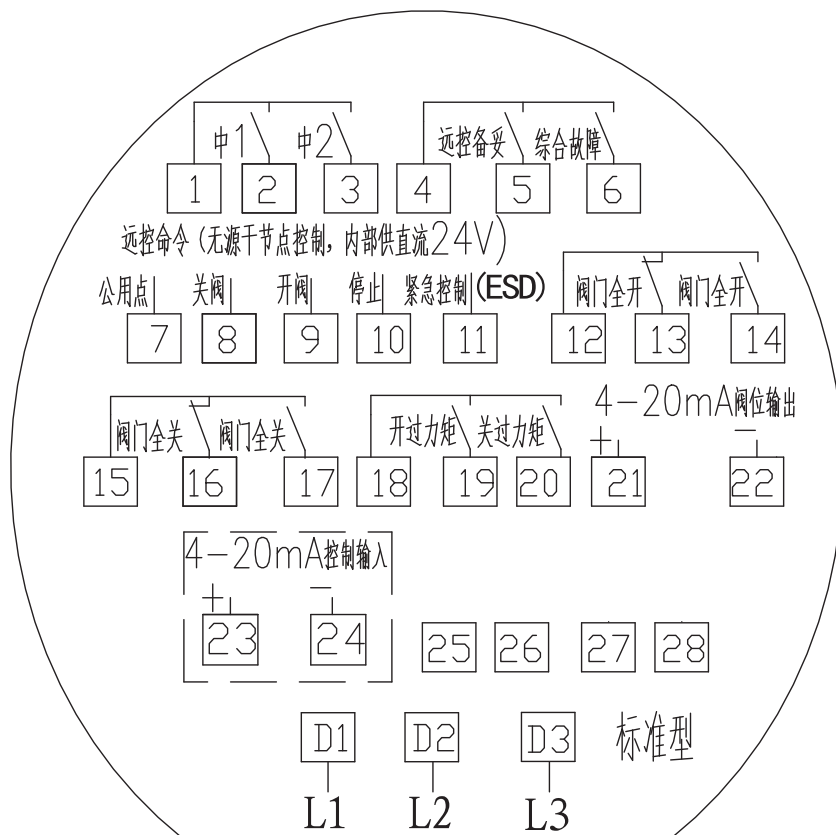 中1 中2 远控备妥 综合故障
1 2 3 4 5 6
远控命令(无源干节点控制,内部供直流24V)
公用点 关阀 开阀 停止 紧急控制(ESD) 阀门全开 阀门全开
7 8 9 10 11 12 13 14
4-20mA阀位输出
阀门全关 阀门全关 开过力矩 关过力矩 + -
15 16 17 18 19 20 21 22
4-20mA控制输入
+ -
23 24 25 26 27 28
D1 D2 D3 标准型
L1 L2 L3